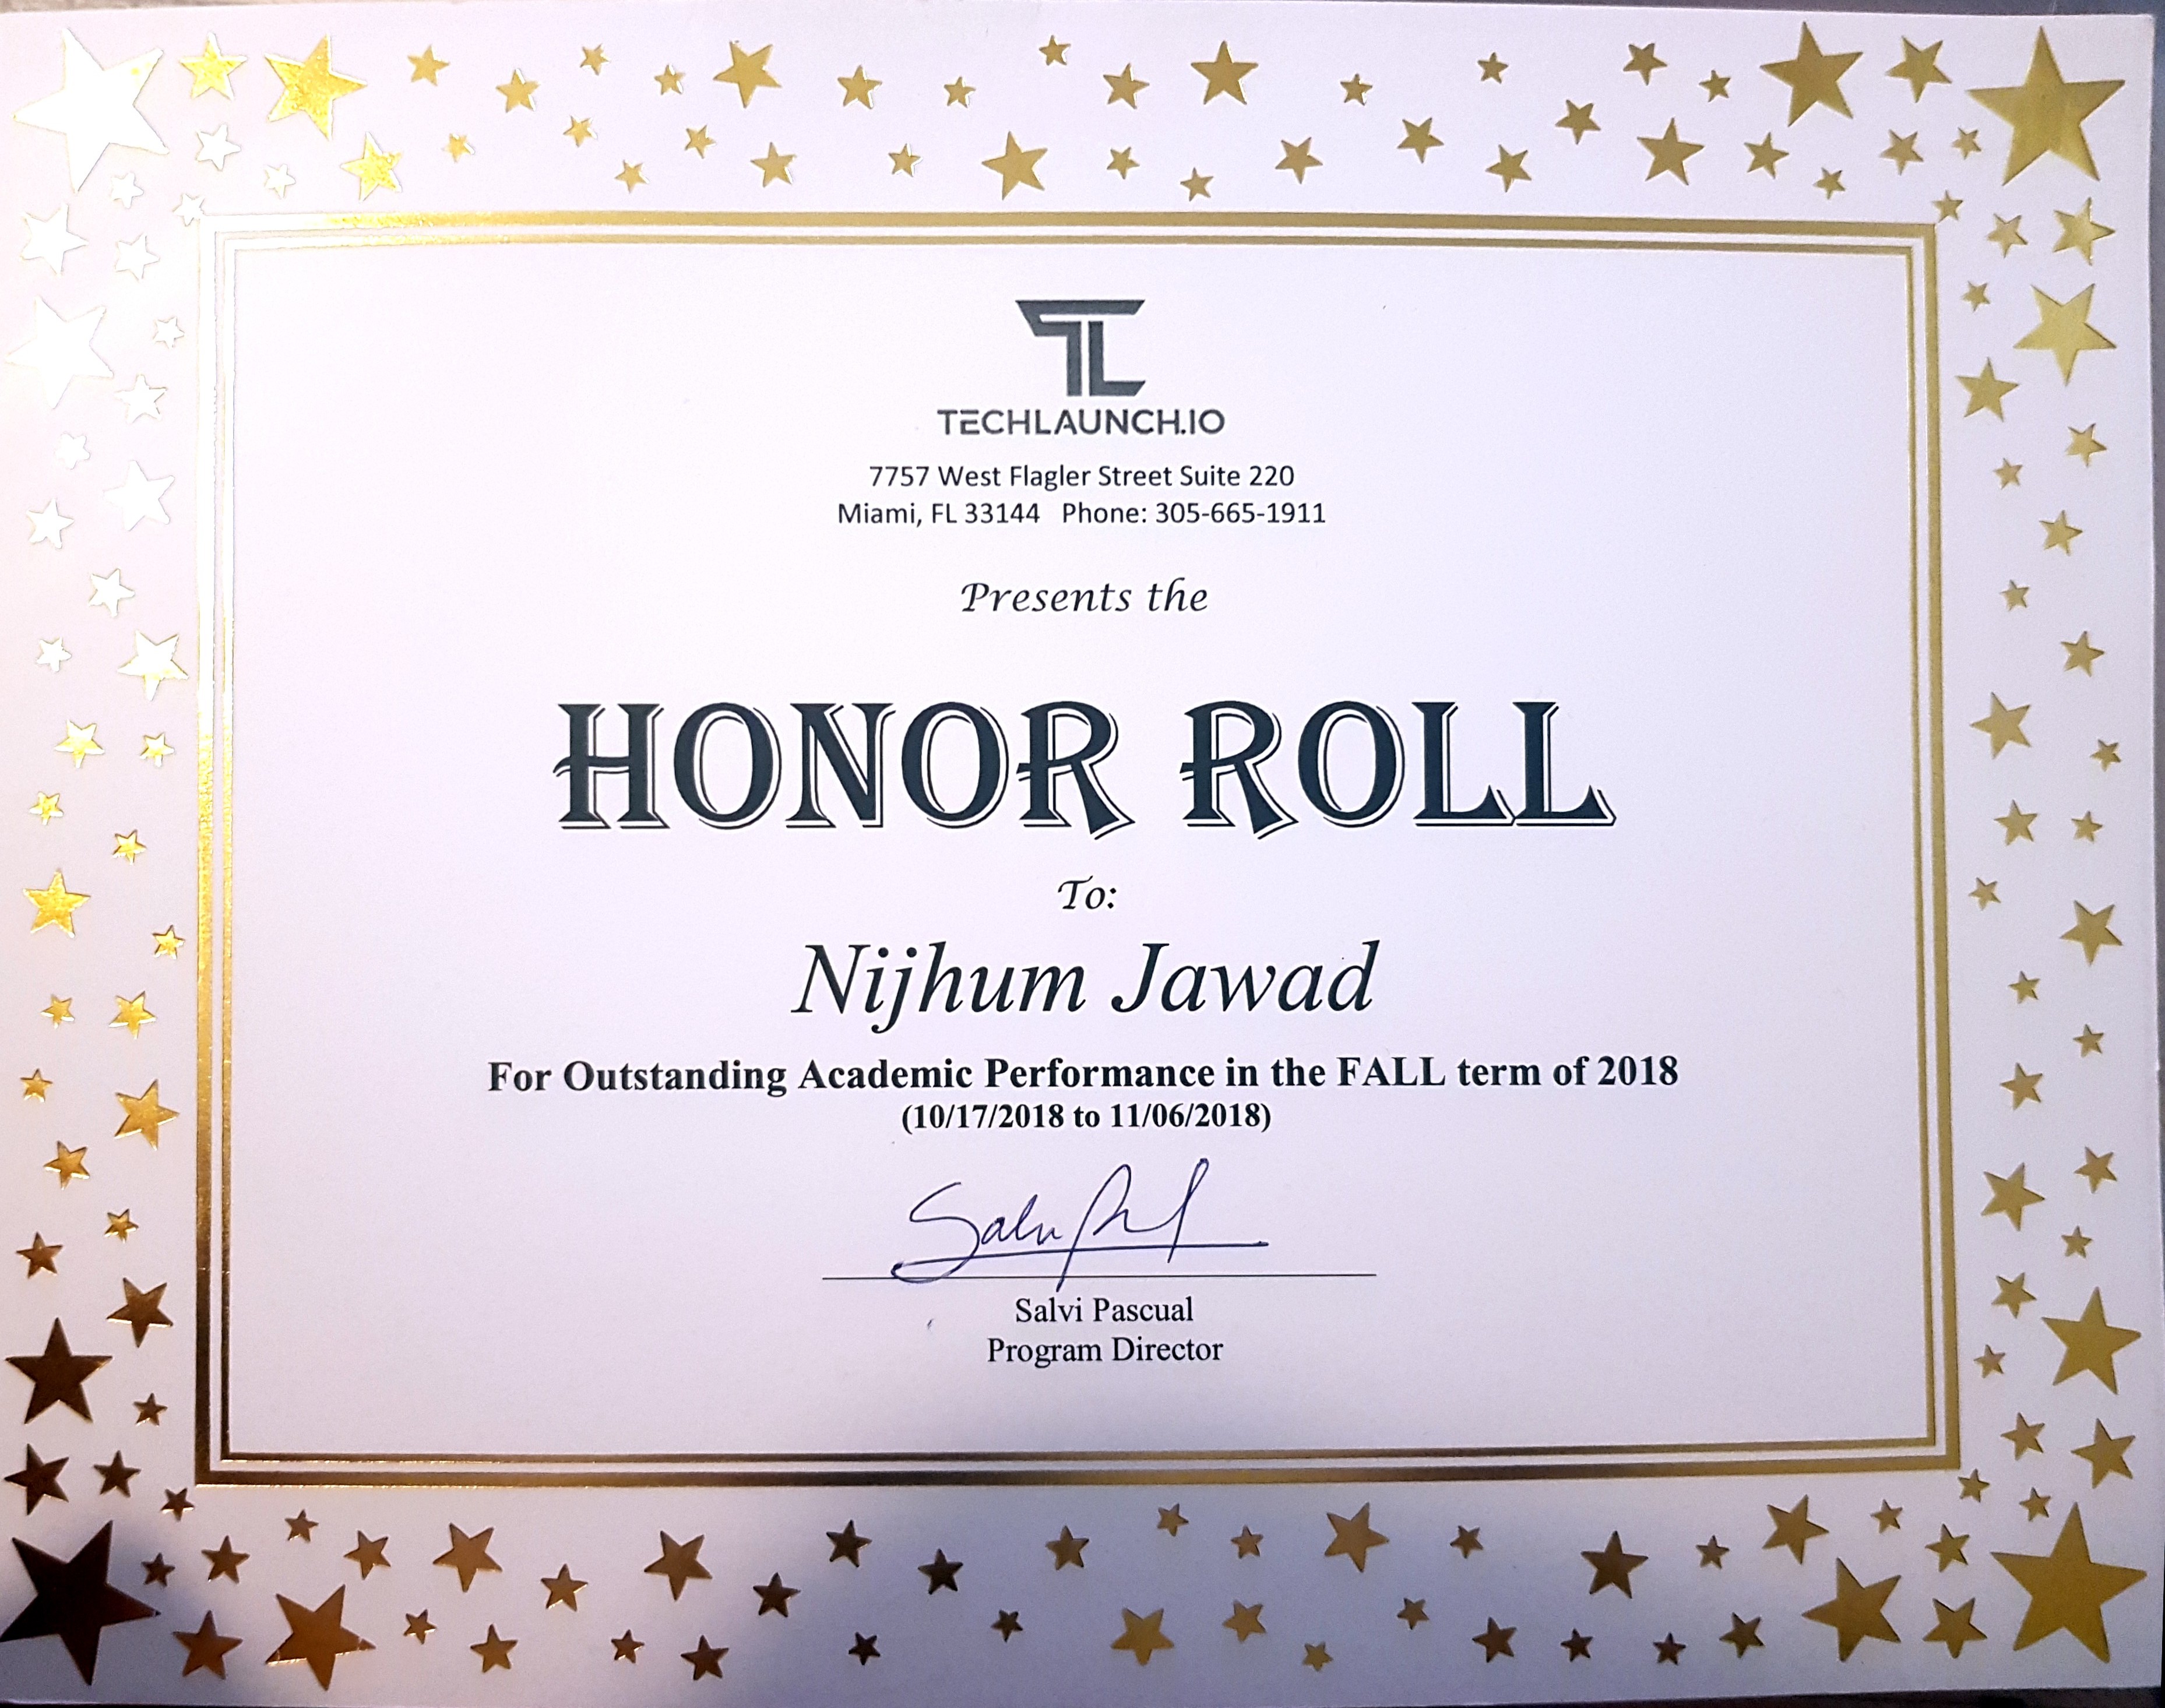 TL
TECHLAUNCH.IO
7757 West Flagler Street Suite 220
Miami, FL 33144 Phone: 305-665-1911
Presents the
HONOR ROLL
To:
Nijhum Jawad
For Outstanding Academic Performance in the FALL term of 2018
(10/17/2018 to 11/06/2018)
Salvi Pascual
Program Director